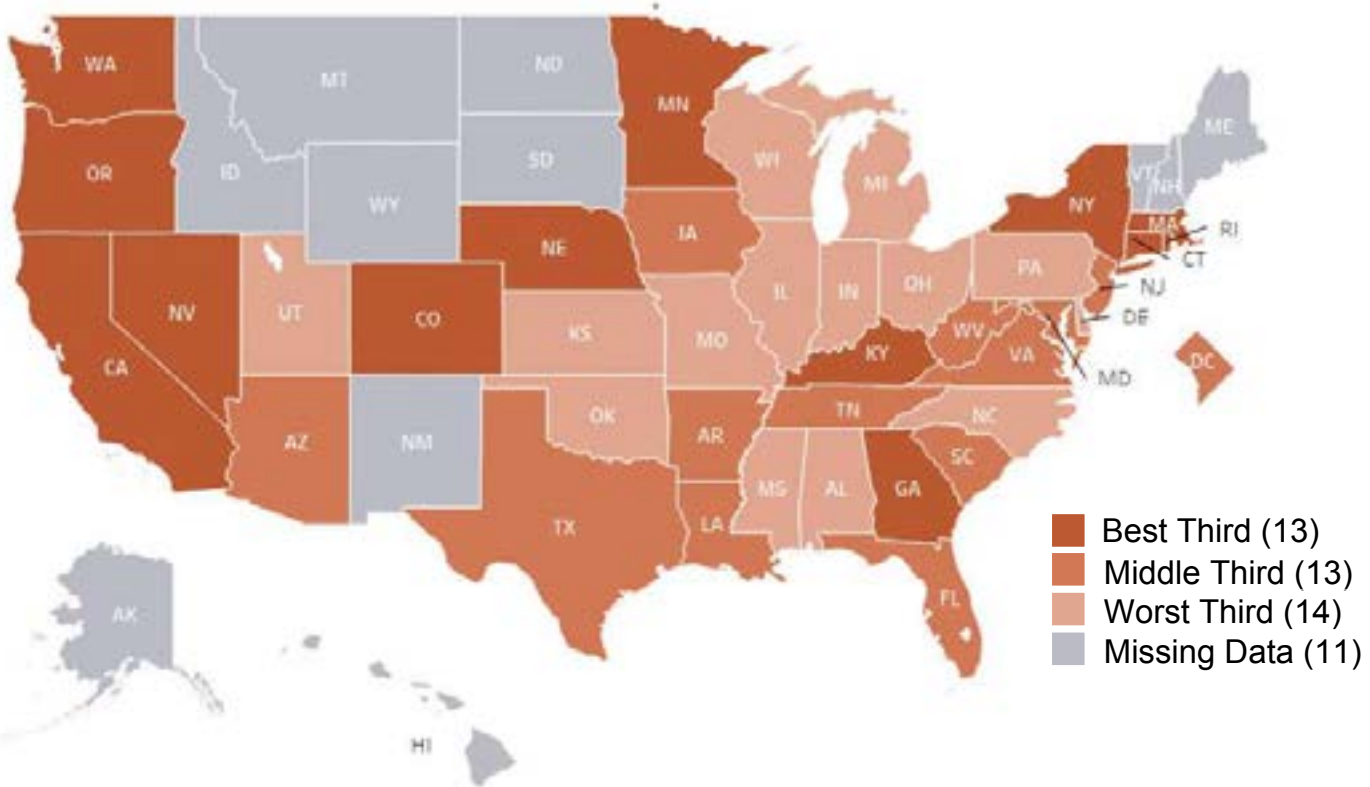 WA
MT
ND
MN
OR
ID
SD
WY
WI
MI
ME
VT
NH
NY
MA
RI
CT
NE
IA
PA
NJ
NV
UT
CO
IL
IN
OH
DE
CA
KS
MO
KY
WV
VA
MD
DC
AZ
NM
OK
AR
TN
NC
SC
TX
LA
MS
AL
GA
FL
AK
HI
Best Third (13)
Middle Third (13)
Worst Third (14)
Missing Data (11)